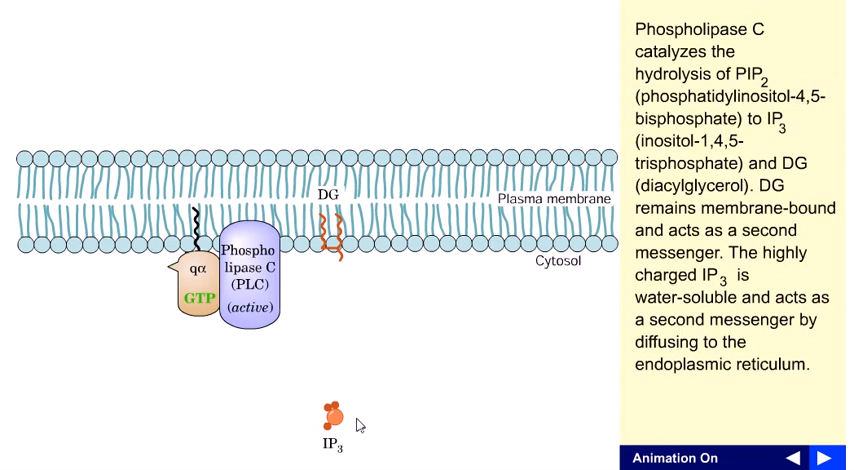 Phospholipase C
catalyzes the
hydrolysis of PIP2
(phosphatidylinositol-4,5-
bisphosphate) to IP3
(inositol-1,4,5-
trisphosphate) and DG
(diacylglycerol). DG
remains membrane-bound
and acts as a second
messenger. The highly
charged IP3 is
water-soluble and acts as
a second messenger by
diffusing to the
endoplasmic reticulum.
DG
Plasma membrane
Cytosol
qα
GTP
Phospho
lipase C
(PLC)
(active)
IP3
Animation On